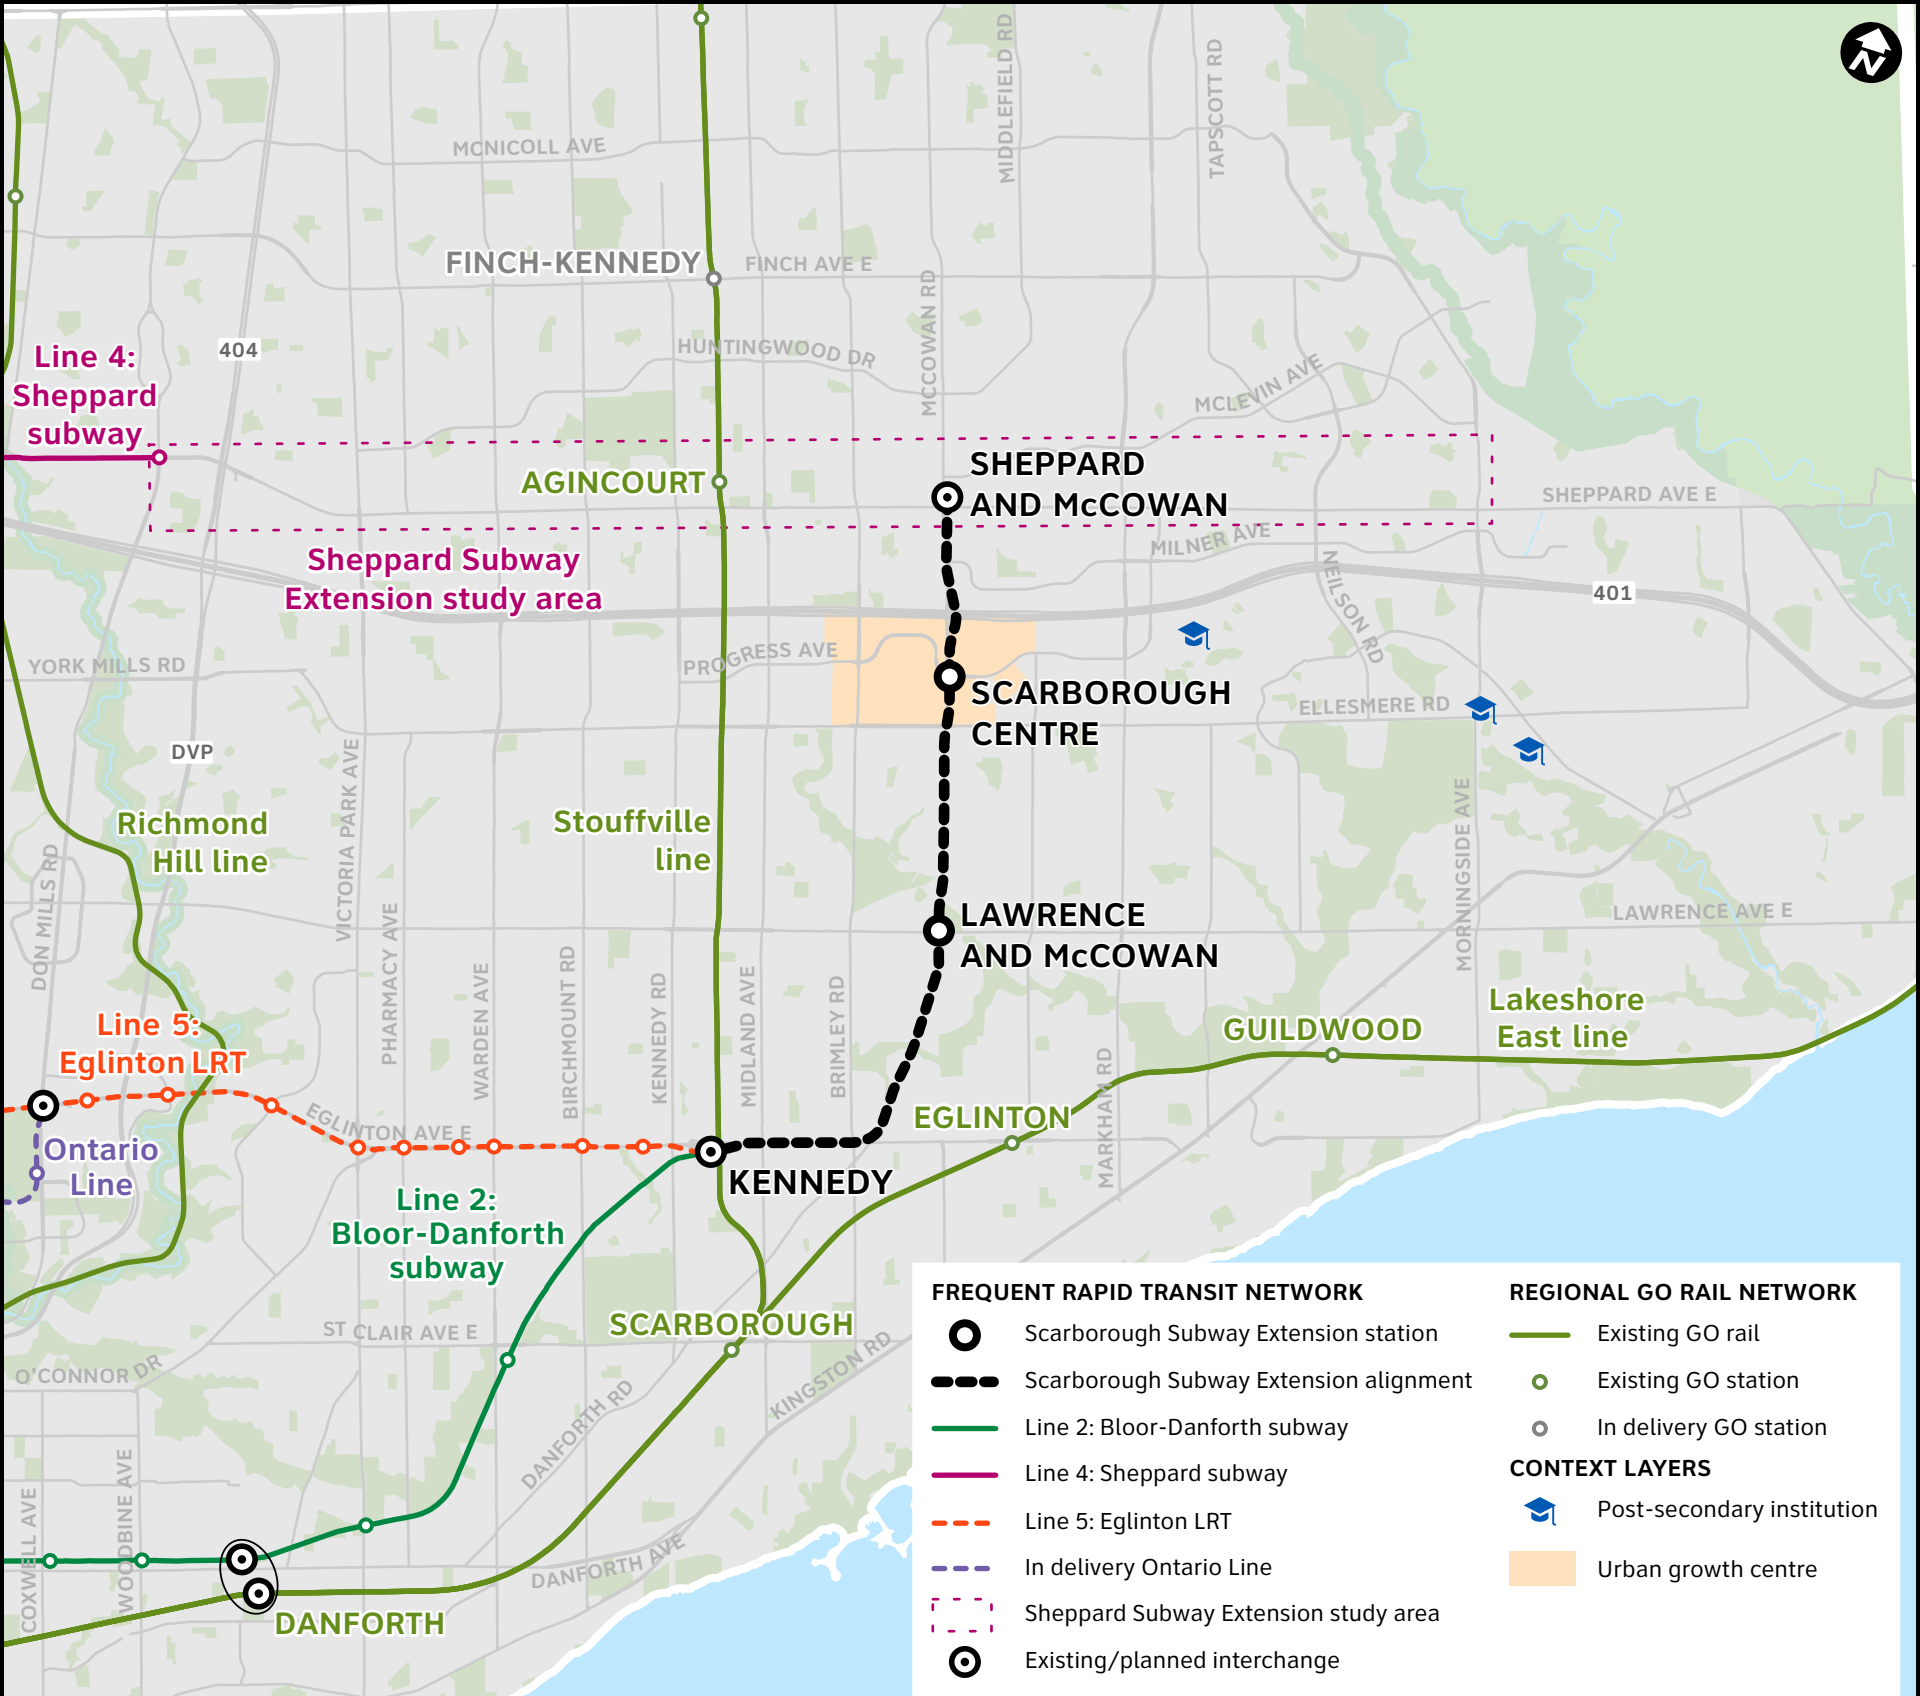 N
MIDDLEFIELD RD
TAPSCOTT RD
MCNICOLL AVE
FINCH-KENNEDY
FINCH AVE E
MCCOWAN RD
404
HUNTINGWOOD DR
MCLEVIN AVE
Line 4:
Sheppard
subway
AGINCOURT
SHEPPARD
AND McCOWAN
SHEPPARD AVE E
Sheppard Subway
Extension study area
MILNER AVE
NEILSON RD
401
YORK MILLS RD
PROGRESS AVE
SCARBOROUGH
CENTRE
ELLESMERE RD
DVP
VICTORIA PARK AVE
Richmond
Hill line
Stouffville
line
MORNINGSIDE AVE
DON MILLS RD
LAWRENCE
AND McCOWAN
LAWRENCE AVE E
PHARMACY AVE
WARDEN AVE
BIRCHMOUNT RD
KENNEDY RD
MIDLAND AVE
BRIMLEY RD
Lakeshore
East line
GUILDWOOD
Line 5:
Eglinton LRT
MARKHAM RD
EGLINTON AVE E
EGLINTON
Ontario
Line
KENNEDY
Line 2:
Bloor-Danforth
subway
ST CLAIR AVE E
SCARBOROUGH
O'CONNOR DR
KINGSTON RD
DANFORTH RD
COXWELL AVE
WOODBINE AVE
DANFORTH AVE
DANFORTH
FREQUENT RAPID TRANSIT NETWORK
Scarborough Subway Extension station
Scarborough Subway Extension alignment
Line 2: Bloor-Danforth subway
Line 4: Sheppard subway
Line 5: Eglinton LRT
In delivery Ontario Line
Sheppard Subway Extension study area
Existing/planned interchange
REGIONAL GO RAIL NETWORK
Existing GO rail
Existing GO station
In delivery GO station
CONTEXT LAYERS
Post-secondary institution
Urban growth centre